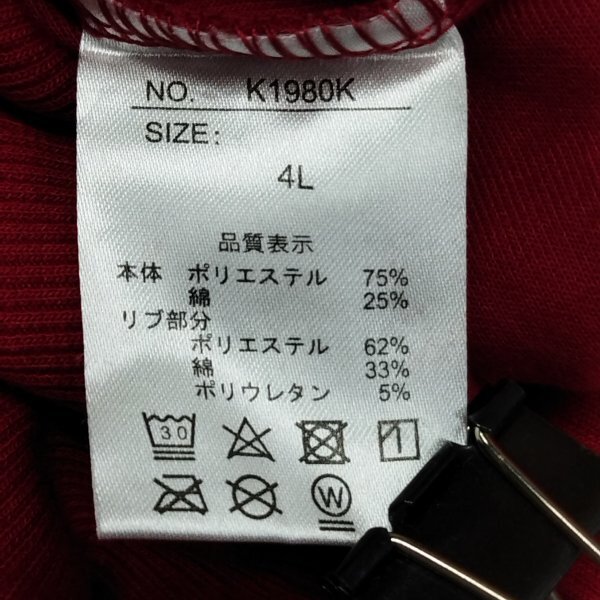 NO. K1980K
SIZE:
4L
品質表示
本体 ポリエステル 75%
綿 25%
リブ部分
ポリエステル 62%
綿 33%
ポリウレタン 5%
30
W